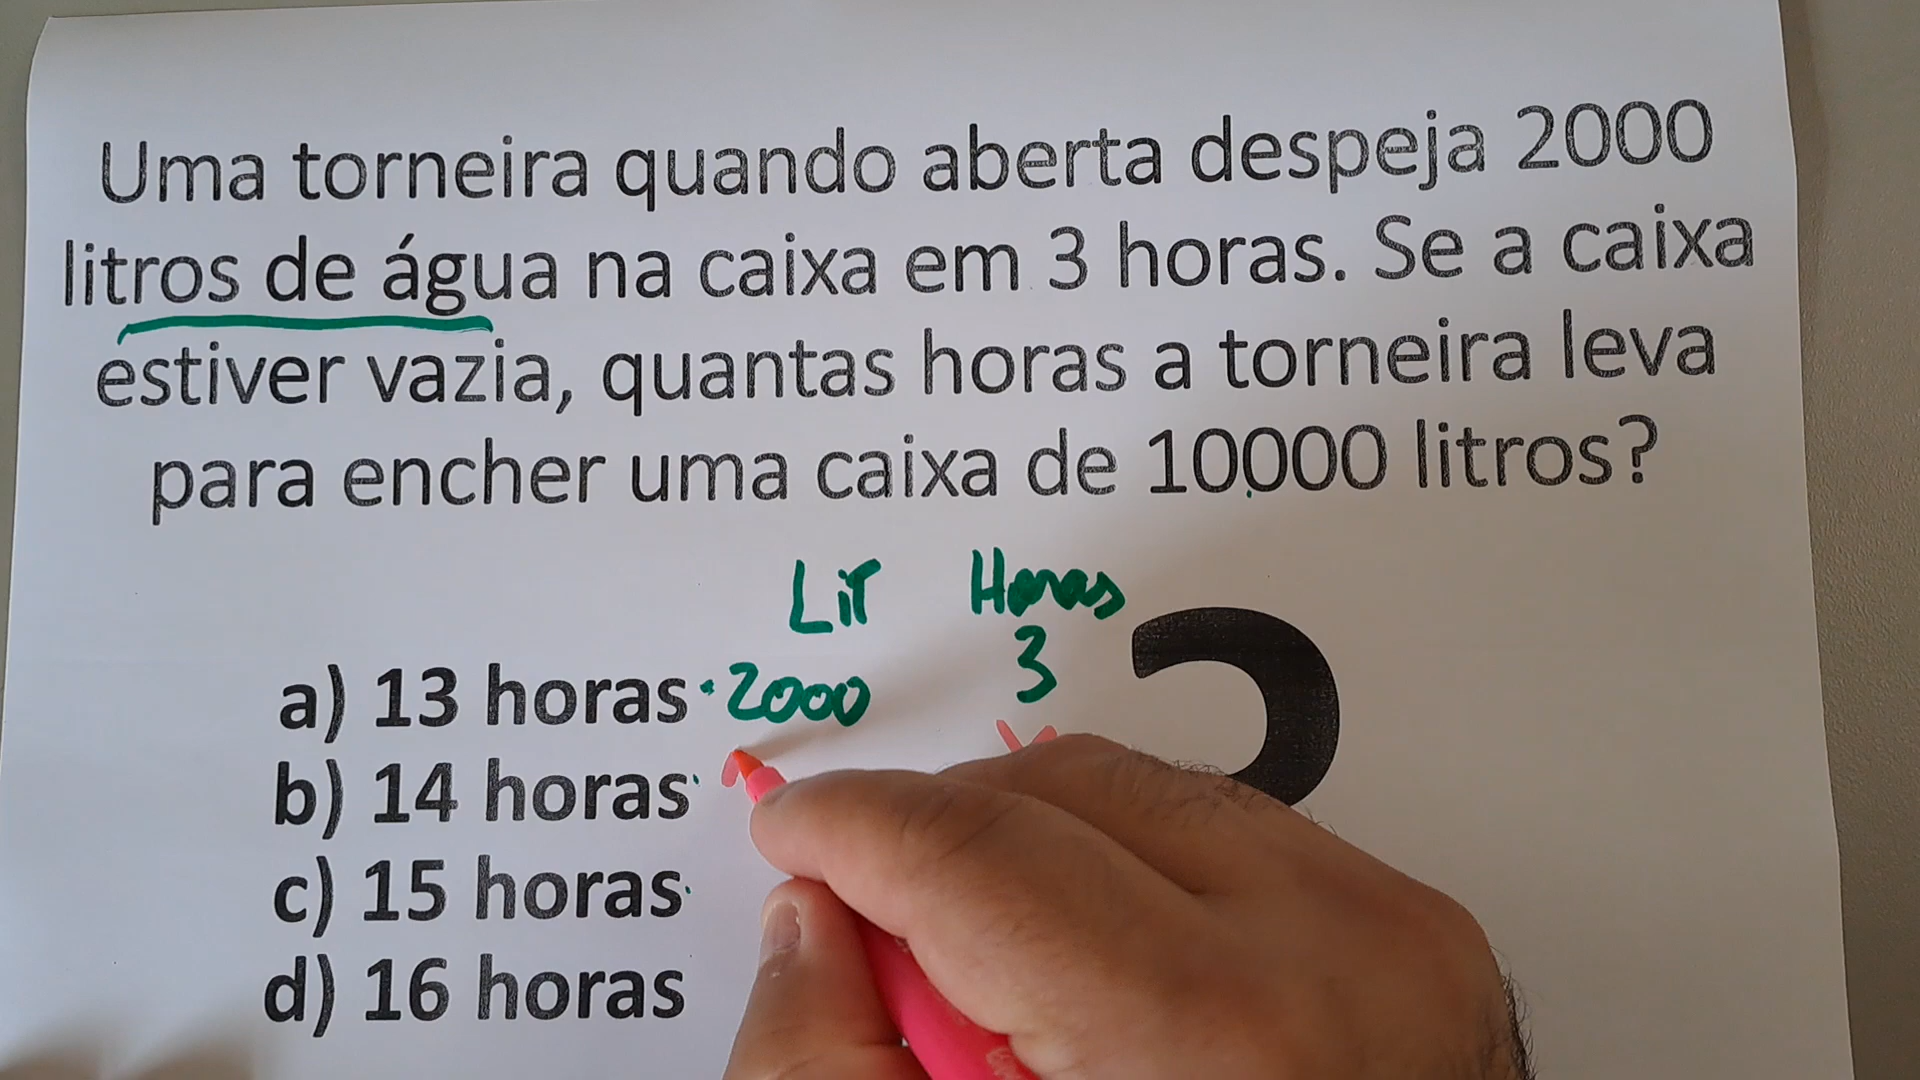 Uma torneira quando aberta despeja 2000
litros de água na caixa em 3 horas. Se a caixa
estiver vazia, quantas horas a torneira leva
para encher uma caixa de 10000 litros?
Lit Horas
a) 13 horas 2000 3
b) 14 horas
c) 15 horas
d) 16 horas